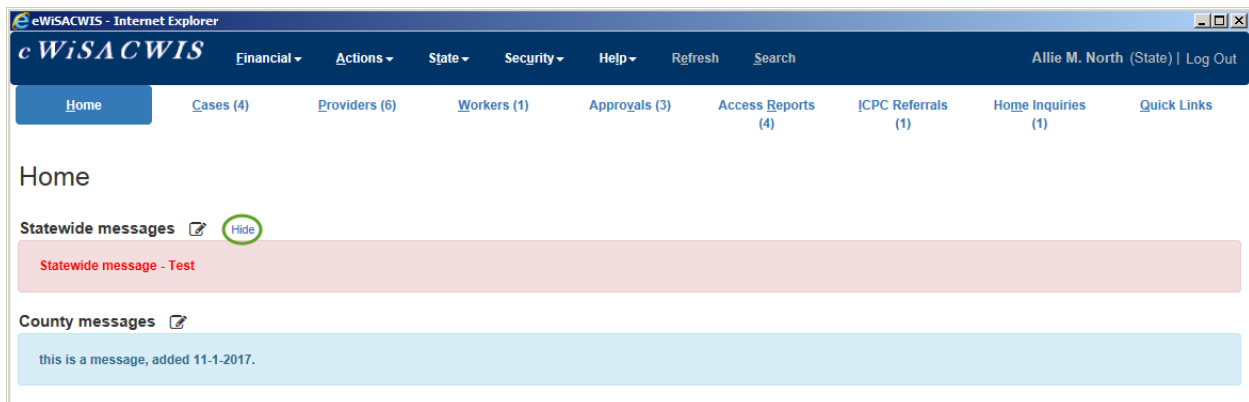 eWiSACWIS - Internet Explorer
eWiSACWIS Financial Actions State Security Help Refresh Search Allie M. North (State) | Log Out
Home Cases (4) Providers (6) Workers (1) Approvals (3) Access Reports (4) ICPC Referrals (1) Home Inquiries (1) Quick Links
Home
Statewide messages Hide
Statewide message - Test
County messages
this is a message, added 11-1-2017.